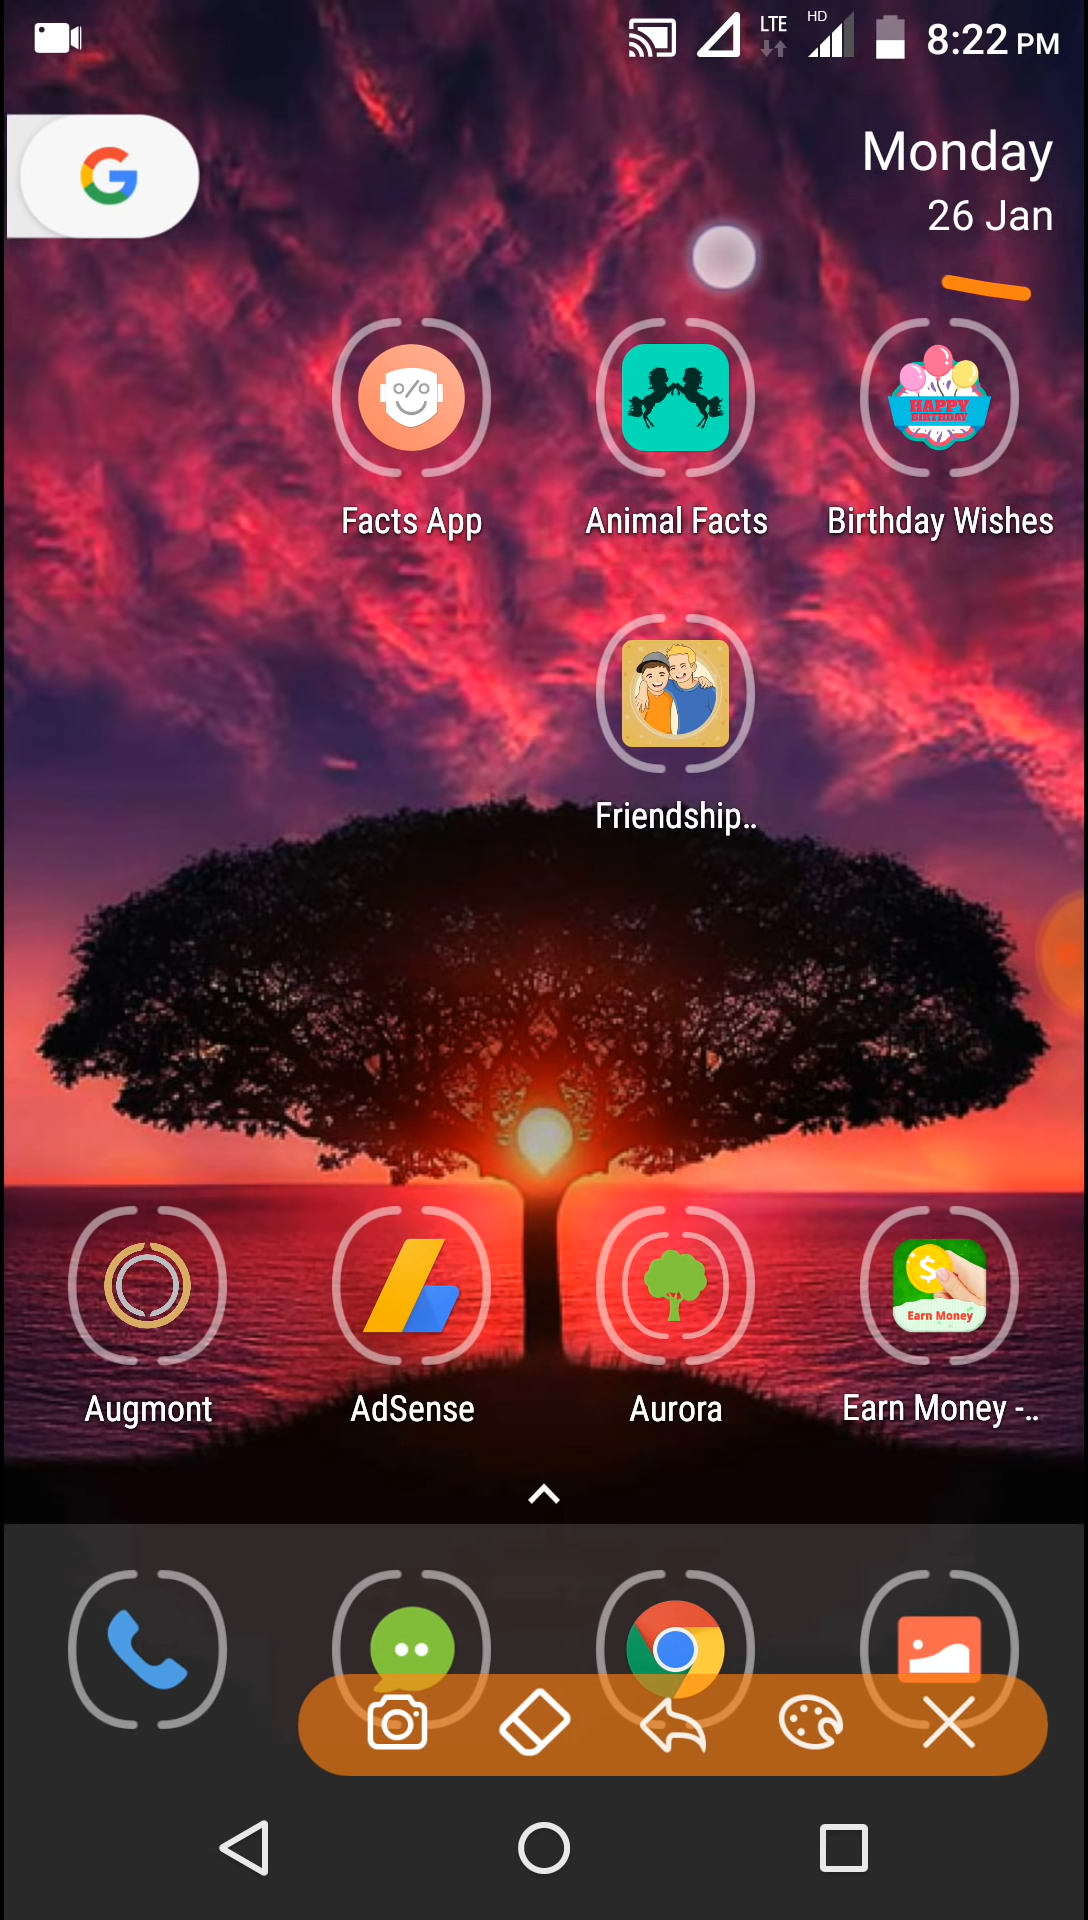 LTE
HD
8:22 PM
Monday
26 Jan
G
HAPPY
BIRTHDAY
Facts App
Animal Facts
Birthday Wishes
Friendship..
$
Earn Money
Augmont
AdSense
Aurora
Earn Money -..